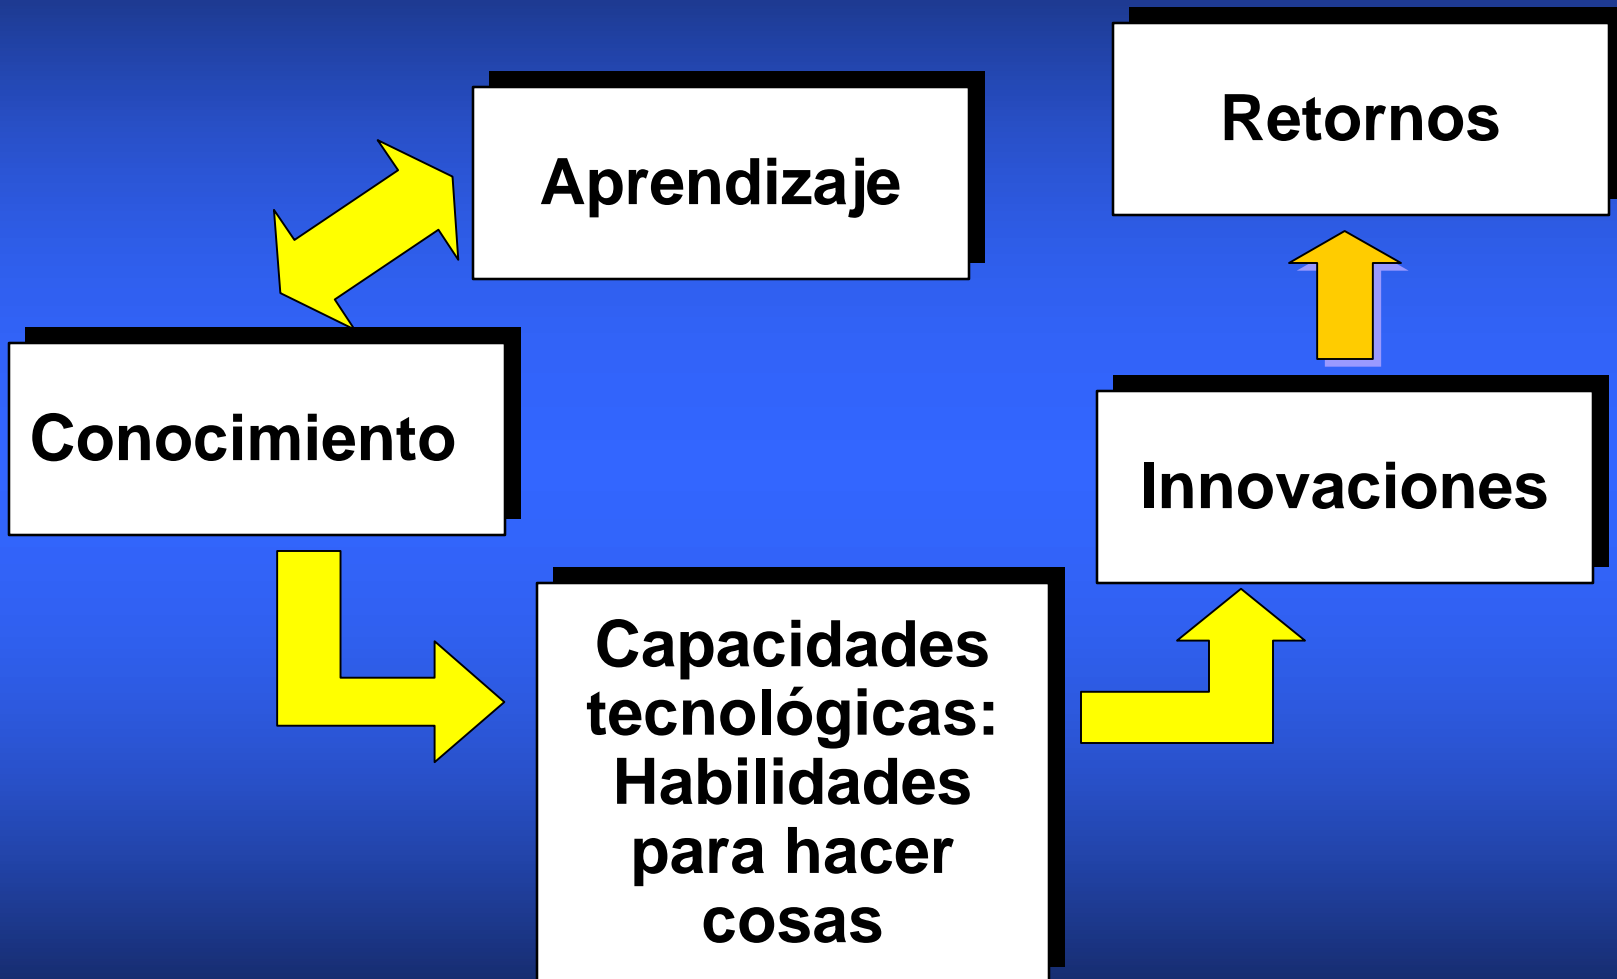 Retornos
Aprendizaje
Conocimiento
Innovaciones
Capacidades
tecnológicas:
Habilidades
para hacer
cosas